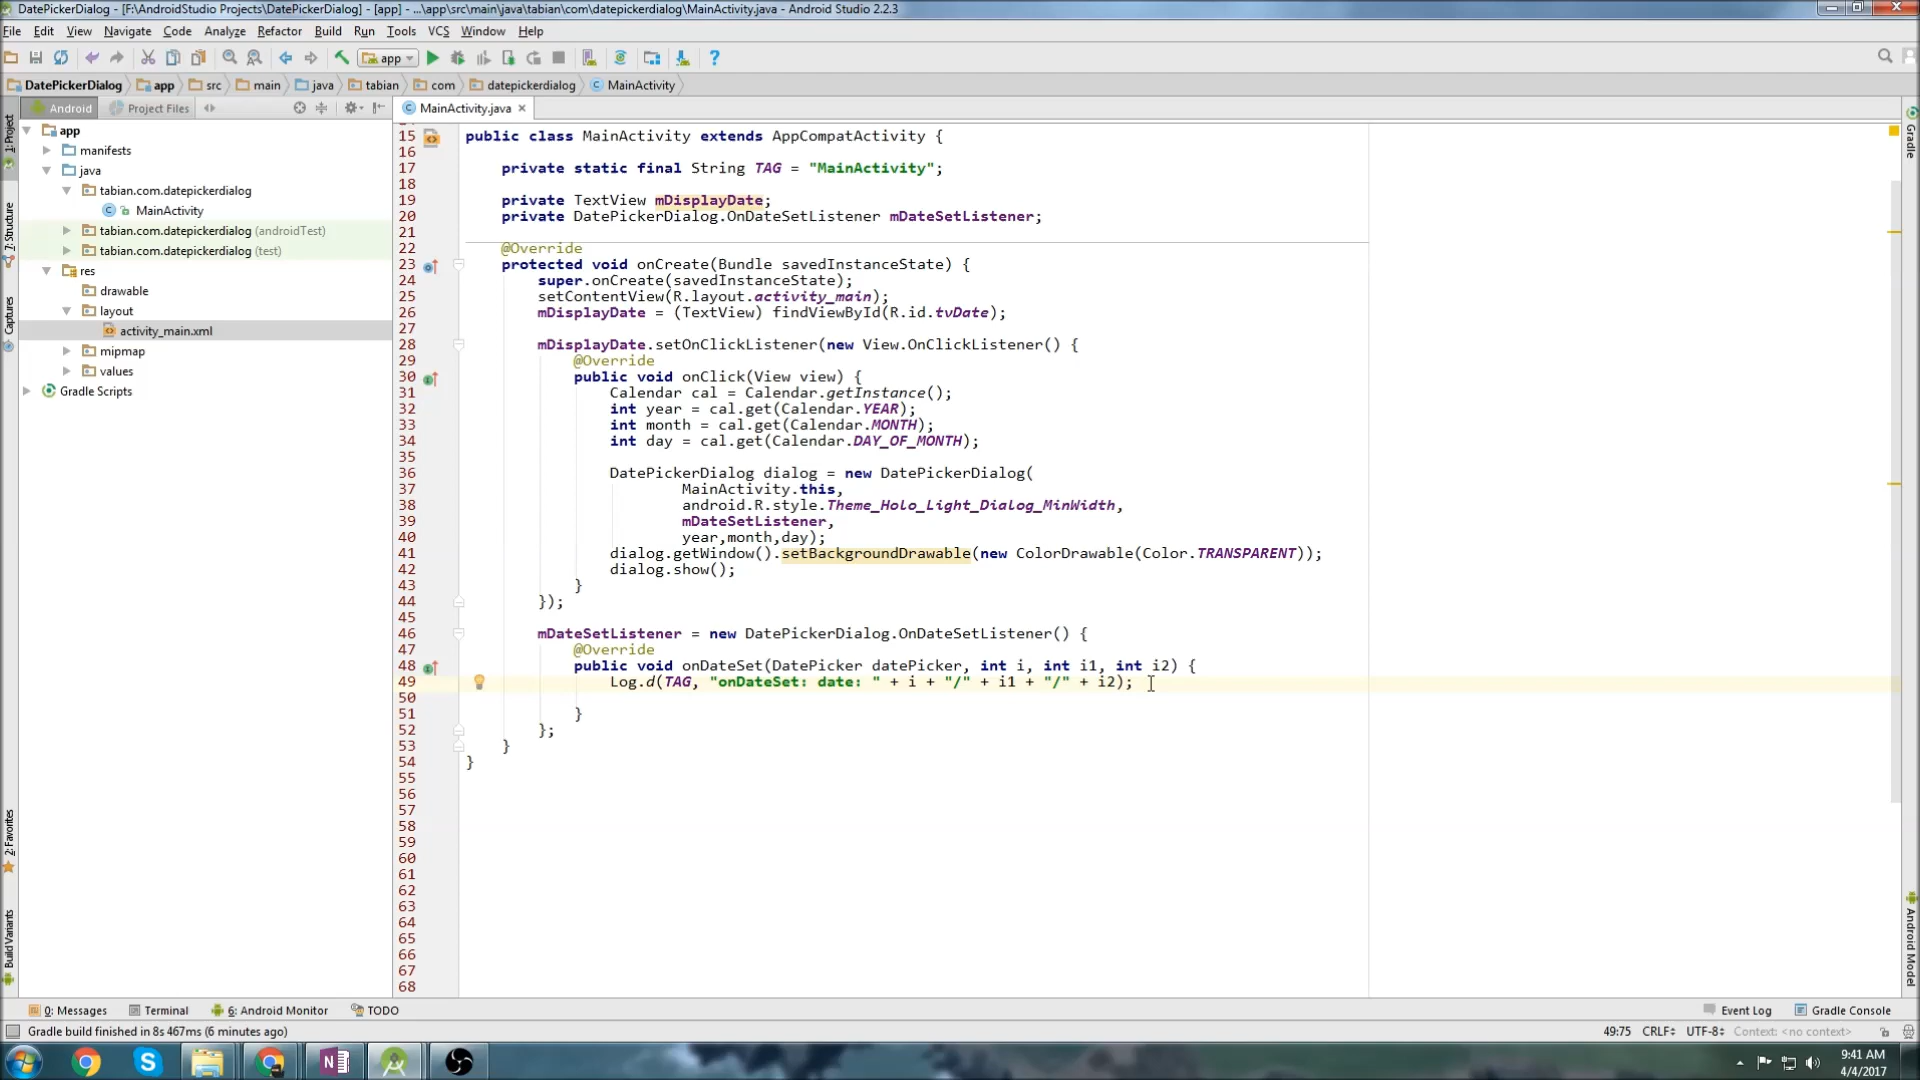 DatePickerDialog - [F:\AndroidStudio Projects\DatePickerDialog] - [app] - ...\app\src\main\java\tabian\com\datepickerdialog\MainActivity.java - Android Studio 2.2.3
File Edit View Navigate Code Analyze Refactor Build Run Tools VCS Window Help
app
DatePickerDialog app src main java tabian com datepickerdialog MainActivity
Android Project Files MainActivity.java
1: Project
7: Structure
Captures
2: Favorites
Build Variants
app
manifests
java
tabian.com.datepickerdialog
MainActivity
tabian.com.datepickerdialog (androidTest)
tabian.com.datepickerdialog (test)
res
drawable
layout
activity_main.xml
mipmap
values
Gradle Scripts
15 public class MainActivity extends AppCompatActivity {
16
17 private static final String TAG = "MainActivity";
18
19 private TextView mDisplayDate;
20 private DatePickerDialog.OnDateSetListener mDateSetListener;
21
22 @Override
23 protected void onCreate(Bundle savedInstanceState) {
24 super.onCreate(savedInstanceState);
25 setContentView(R.layout.activity_main);
26 mDisplayDate = (TextView) findViewById(R.id.tvDate);
27
28 mDisplayDate.setOnClickListener(new View.OnClickListener() {
29 @Override
30 public void onClick(View view) {
31 Calendar cal = Calendar.getInstance();
32 int year = cal.get(Calendar.YEAR);
33 int month = cal.get(Calendar.MONTH);
34 int day = cal.get(Calendar.DAY_OF_MONTH);
35
36 DatePickerDialog dialog = new DatePickerDialog(
37 MainActivity.this,
38 android.R.style.Theme_Holo_Light_Dialog_MinWidth,
39 mDateSetListener,
40 year,month,day);
41 dialog.getWindow().setBackgroundDrawable(new ColorDrawable(Color.TRANSPARENT));
42 dialog.show();
43 }
44 });
45
46 mDateSetListener = new DatePickerDialog.OnDateSetListener() {
47 @Override
48 public void onDateSet(DatePicker datePicker, int i, int i1, int i2) {
49 Log.d(TAG, "onDateSet: date: " + i + "/" + i1 + "/" + i2);
50
51 }
52 };
53 }
54 }
55
56
57
58
59
60
61
62
63
64
65
66
67
68
Gradle
Android Model
0: Messages Terminal 6: Android Monitor TODO Event Log Gradle Console
Gradle build finished in 8s 467ms (6 minutes ago) 49:75 CRLF UTF-8 Context: <no context>
9:41 AM
4/4/2017